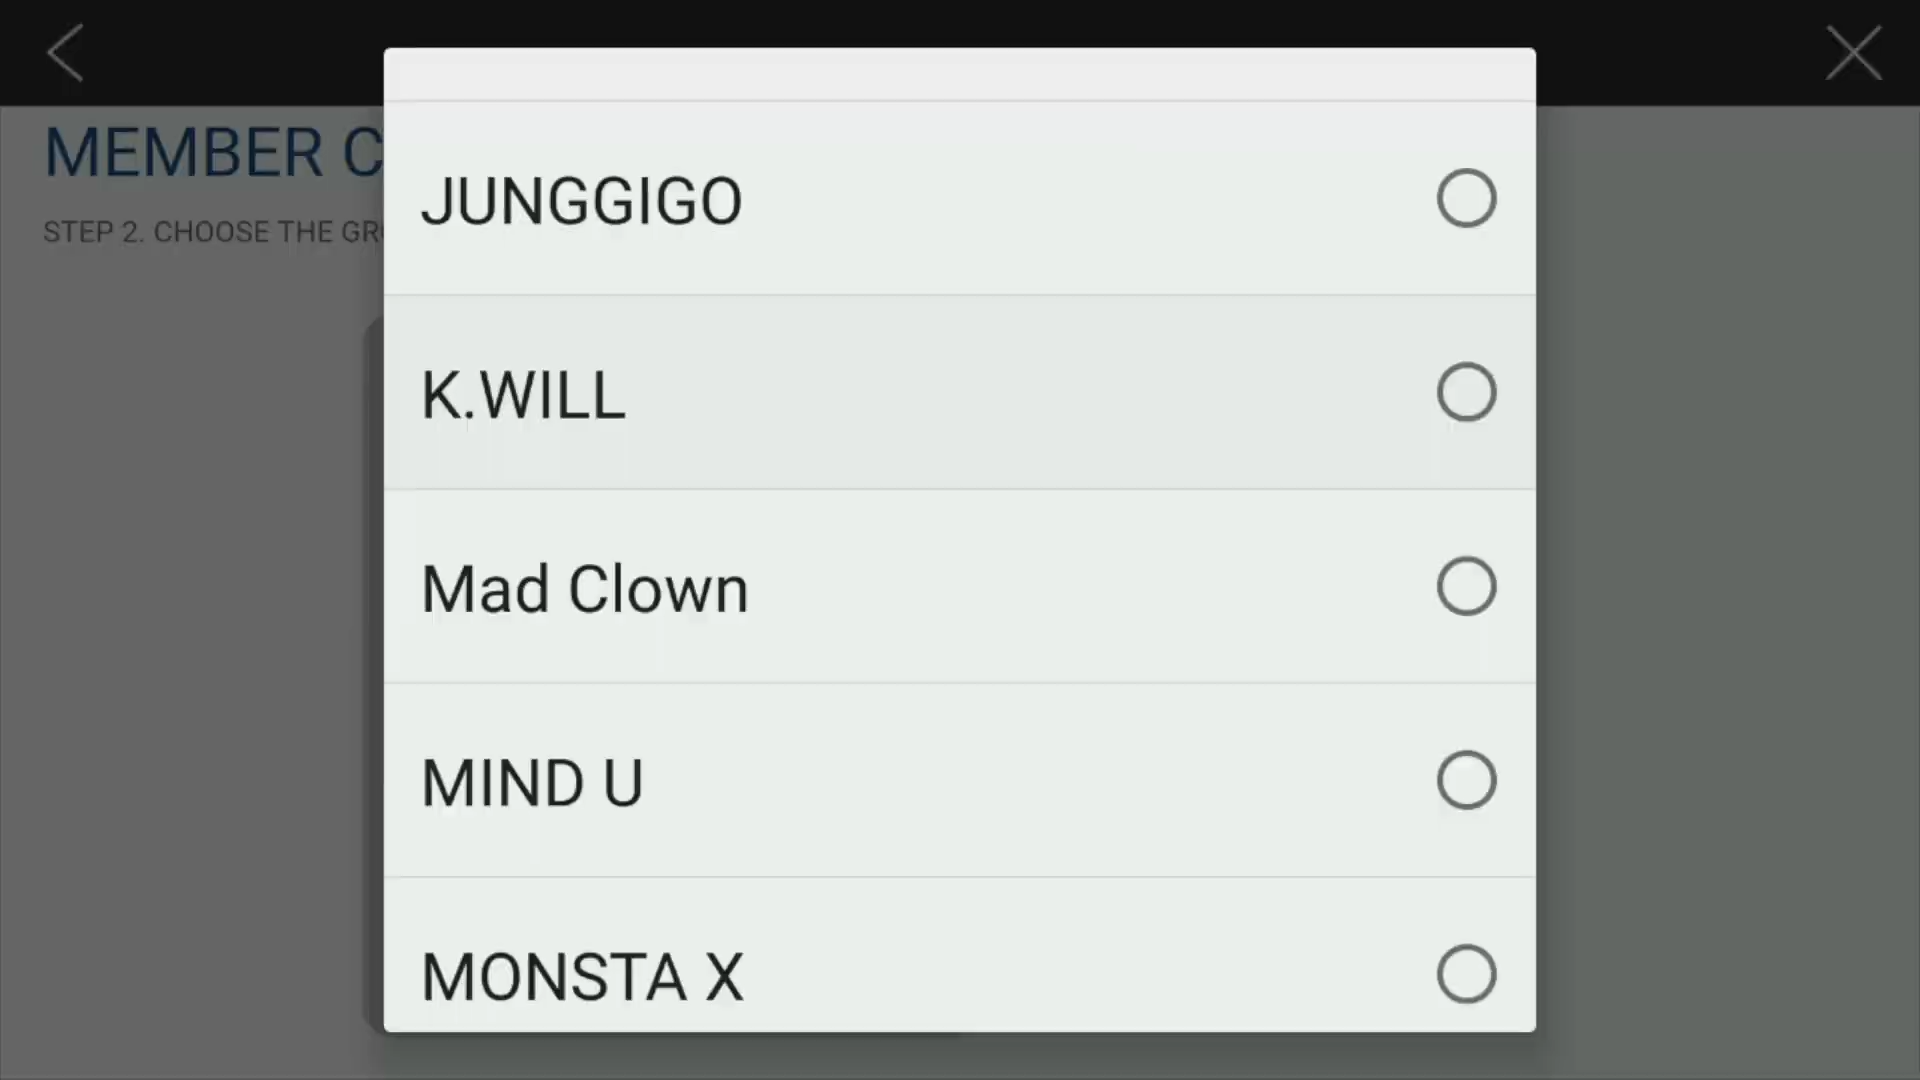 MEMBER C
STEP 2. CHOOSE THE GR
JUNGGIGO
K.WILL
Mad Clown
MIND U
MONSTA X